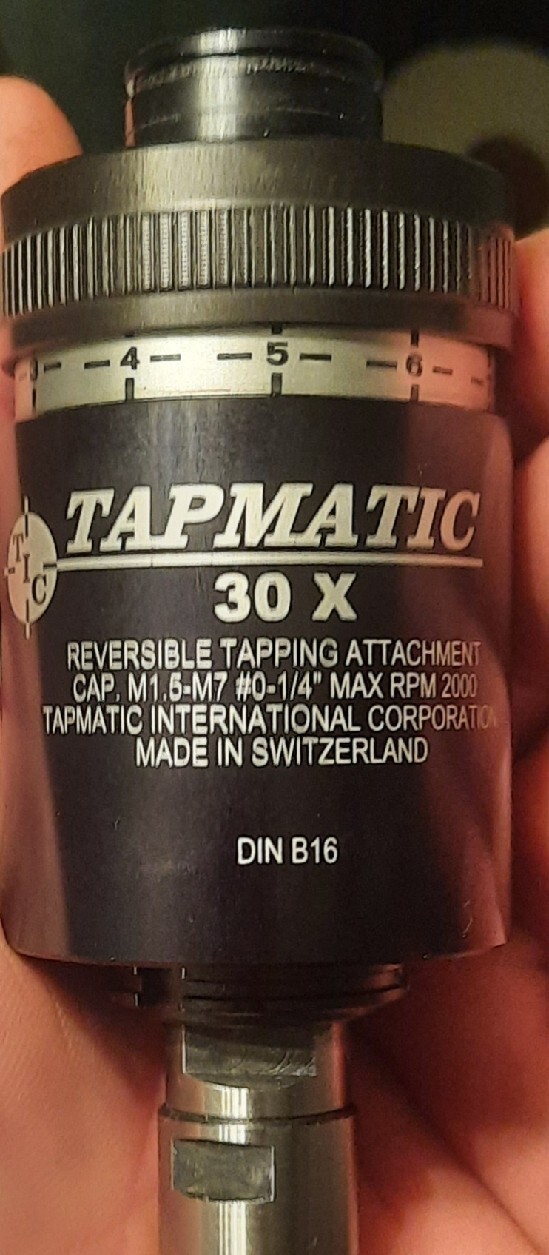 3 — 4 — — 5 — — 6 —
TAPMATIC
TIC
30 X
REVERSIBLE TAPPING ATTACHMENT
CAP. M1.5-M7 #0-1/4" MAX RPM 2000
TAPMATIC INTERNATIONAL CORPORATION
MADE IN SWITZERLAND
DIN B16